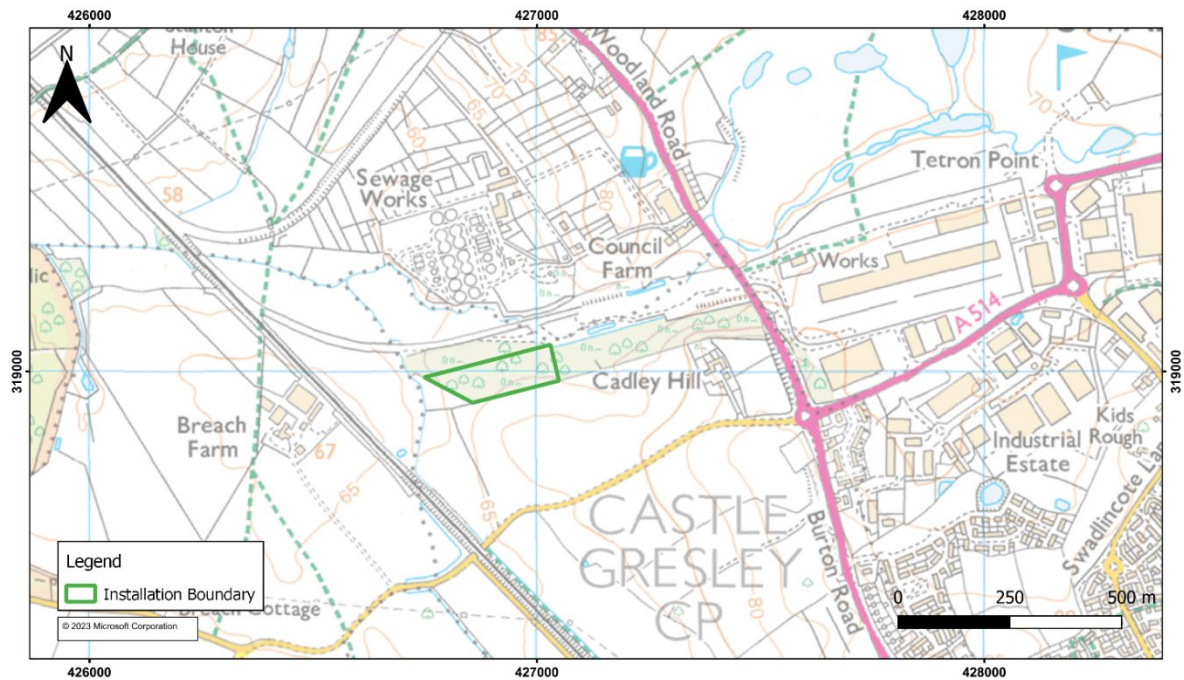 426000
427000
428000
Stanton
House
85
N
Woodland Road
75
70
65
60
70
Tetron Point
Sewage
Works
58
80
Council
Farm
Works
A 514
319000
319000
Cadley Hill
Breach
Farm
67
65
65
Kids
Industrial Rough
Estate
CASTLE
GRESLEY
CP
80
Burton Road
Swadlincote Lan
Legend
Installation Boundary
Breach Cottage
© 2023 Microsoft Corporation
0
250
500 m
426000
427000
428000